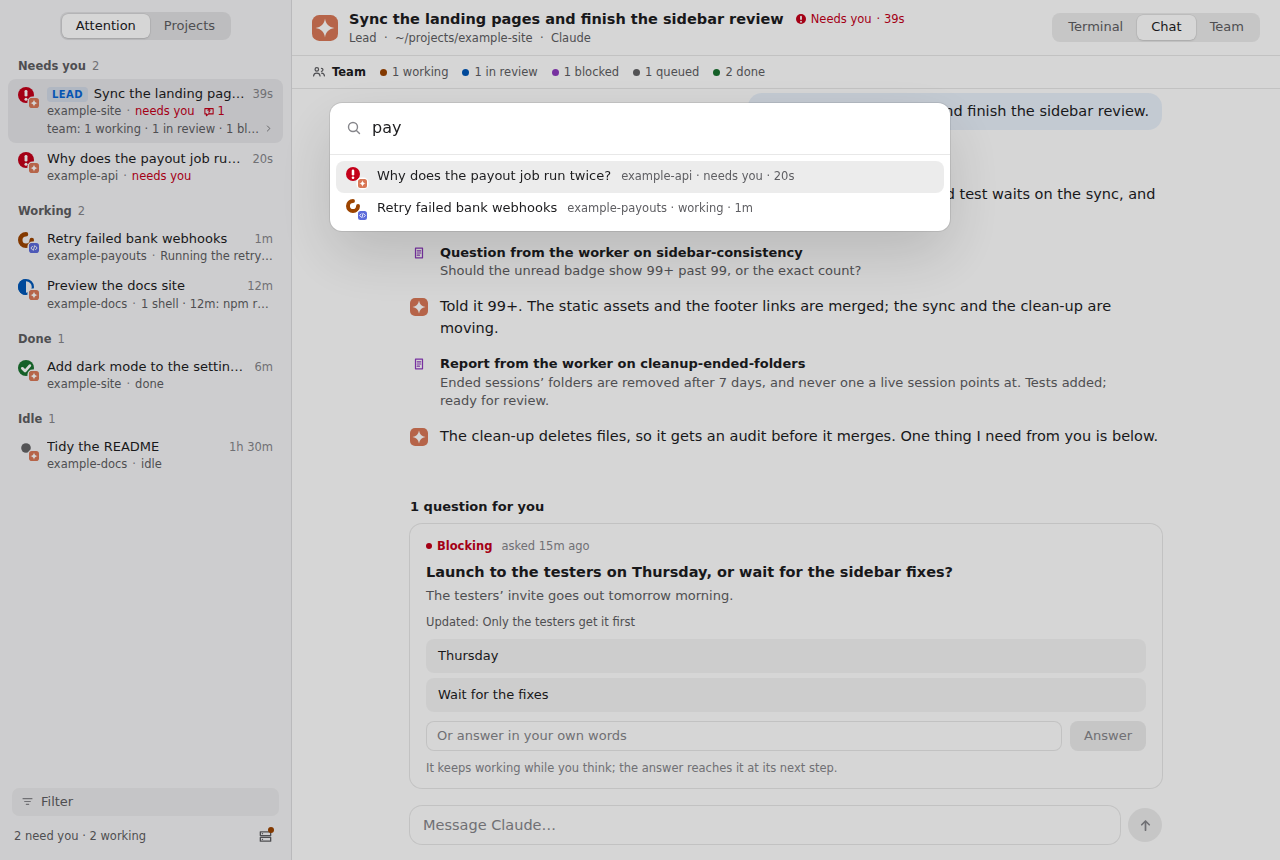 Attention Projects
Needs you 2
LEAD Sync the landing pag… 39s
example-site · needs you 1
team: 1 working · 1 in review · 1 bl… ›
Why does the payout job ru… 20s
example-api · needs you
Working 2
Retry failed bank webhooks 1m
example-payouts · Running the retry…
Preview the docs site 12m
example-docs · 1 shell · 12m: npm r…
Done 1
Add dark mode to the settin… 6m
example-site · done
Idle 1
Tidy the README 1h 30m
example-docs · idle
Filter
2 need you · 2 working
Sync the landing pages and finish the sidebar review Needs you · 39s
Lead · ~/projects/example-site · Claude
Terminal Chat Team
Team 1 working 1 in review 1 blocked 1 queued 2 done
nd finish the sidebar review.
pay
Why does the payout job run twice? example-api · needs you · 20s
Retry failed bank webhooks example-payouts · working · 1m
d test waits on the sync, and
Question from the worker on sidebar-consistency
Should the unread badge show 99+ past 99, or the exact count?
Told it 99+. The static assets and the footer links are merged; the sync and the clean-up are
moving.
Report from the worker on cleanup-ended-folders
Ended sessions’ folders are removed after 7 days, and never one a live session points at. Tests added;
ready for review.
The clean-up deletes files, so it gets an audit before it merges. One thing I need from you is below.
1 question for you
Blocking asked 15m ago
Launch to the testers on Thursday, or wait for the sidebar fixes?
The testers’ invite goes out tomorrow morning.
Updated: Only the testers get it first
Thursday
Wait for the fixes
Or answer in your own words Answer
It keeps working while you think; the answer reaches it at its next step.
Message Claude…